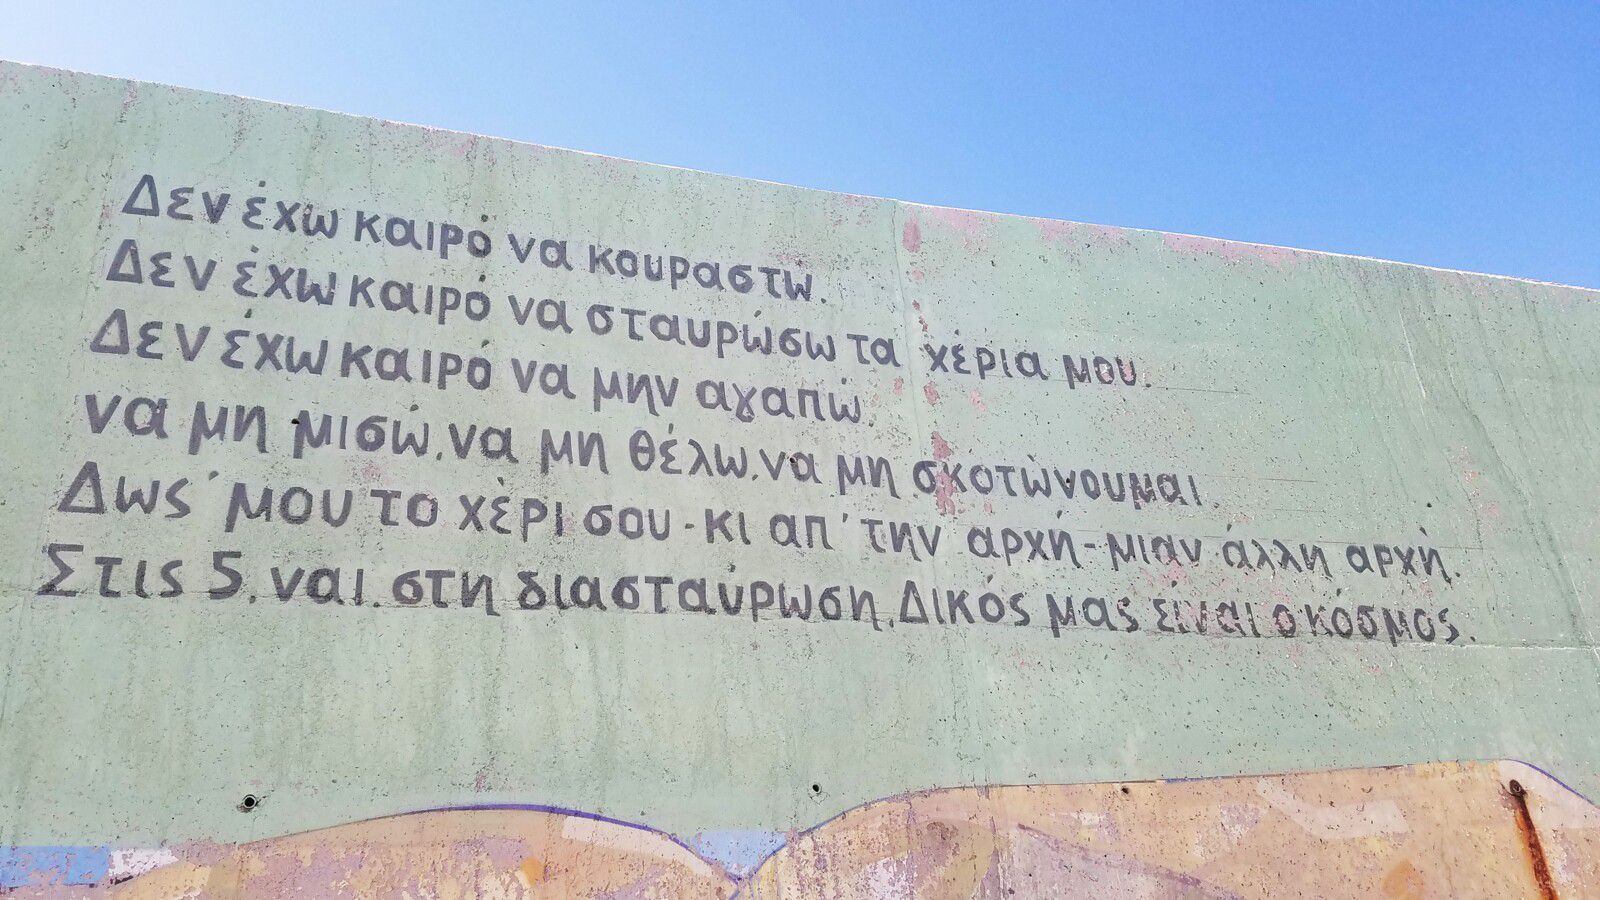 Δεν έχω καιρό να κουραστω.
Δεν έχω καιρό να σταυρώσω τα χέρια μου.
Δεν έχω καιρό να μην αγαπώ.
να μη μισώ. να μη θέλω. να μη σκοτώνουμαι.
Δως ΄μου το χέρι σου - κι απ΄την αρχή - μιαν άλλη αρχή.
Στις 5. ναι. στη διασταύρωση. Δικός μας είναι ο κόσμος.